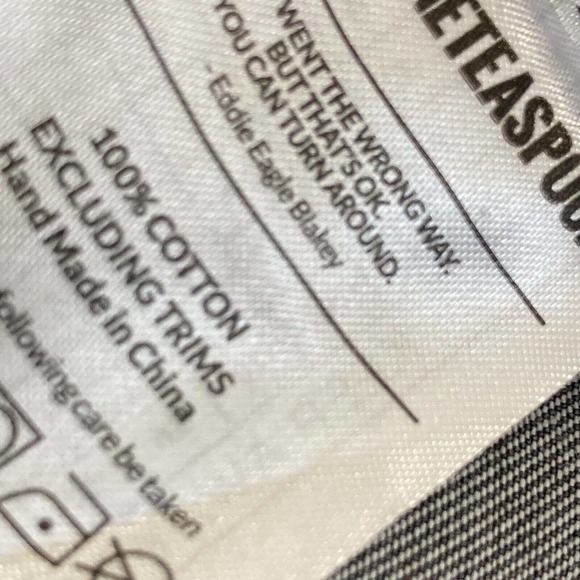 NETEASPOO
WENT THE WRONG WAY.
BUT THAT'S OK,
YOU CAN TURN AROUND.
- Eddie Eagle Blakey
100% COTTON
EXCLUDING TRIMS
Hand Made in China
following care be taken